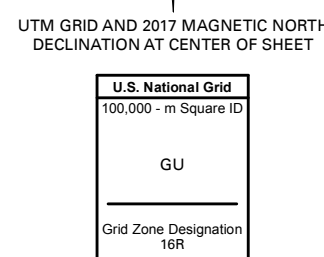 UTM GRID AND 2017 MAGNETIC NORTH
DECLINATION AT CENTER OF SHEET
U.S. National Grid
100,000 - m Square ID
GU
Grid Zone Designation
16R